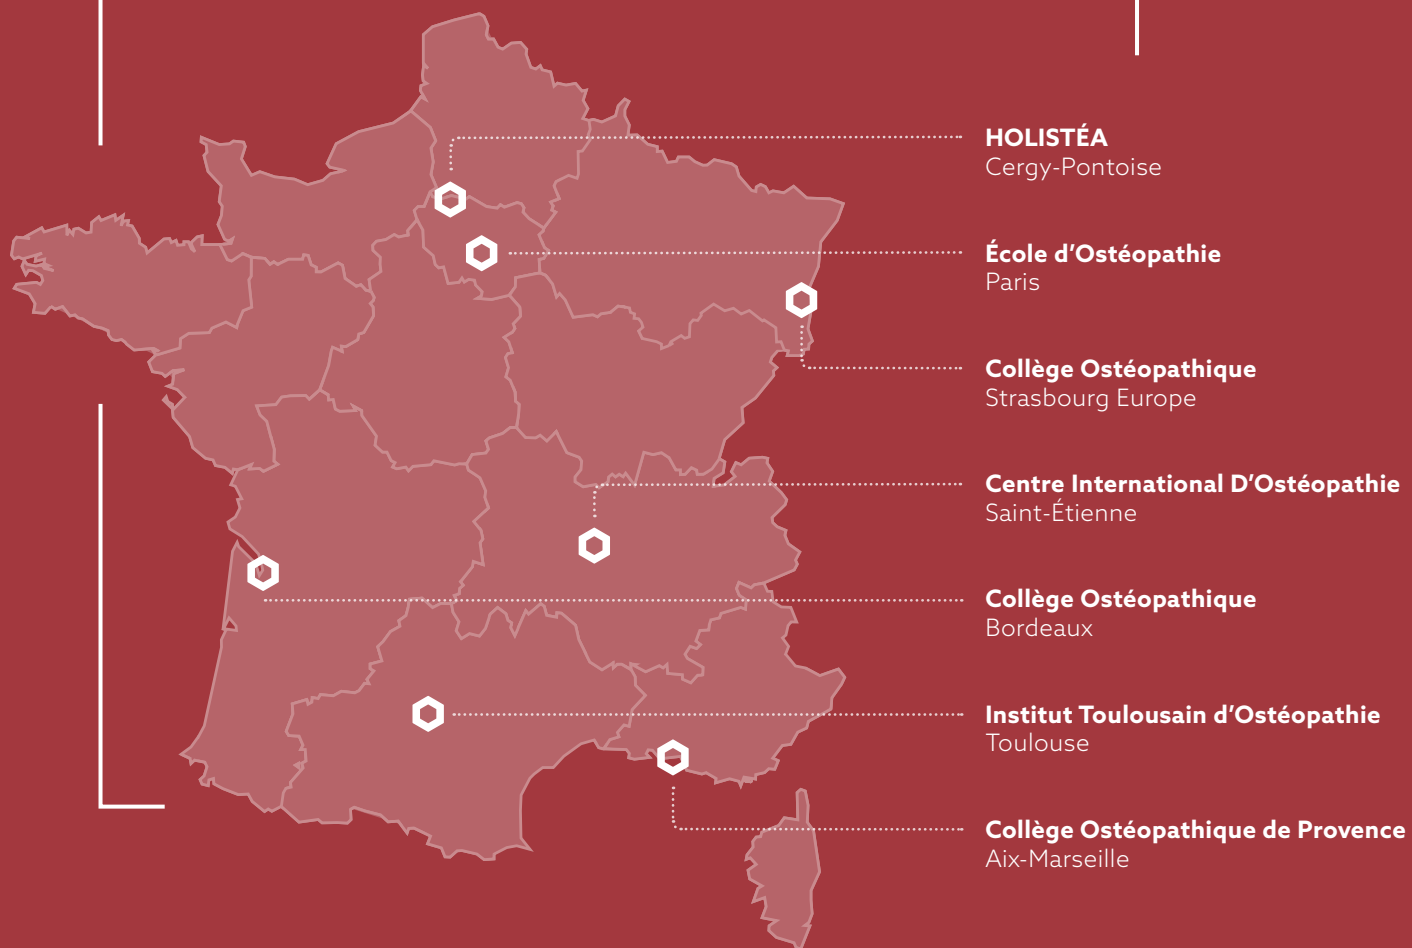 HOLISTÉA
Cergy-Pontoise
École d’Ostéopathie
Paris
Collège Ostéopathique
Strasbourg Europe
Centre International D’Ostéopathie
Saint-Étienne
Collège Ostéopathique
Bordeaux
Institut Toulousain d’Ostéopathie
Toulouse
Collège Ostéopathique de Provence
Aix-Marseille